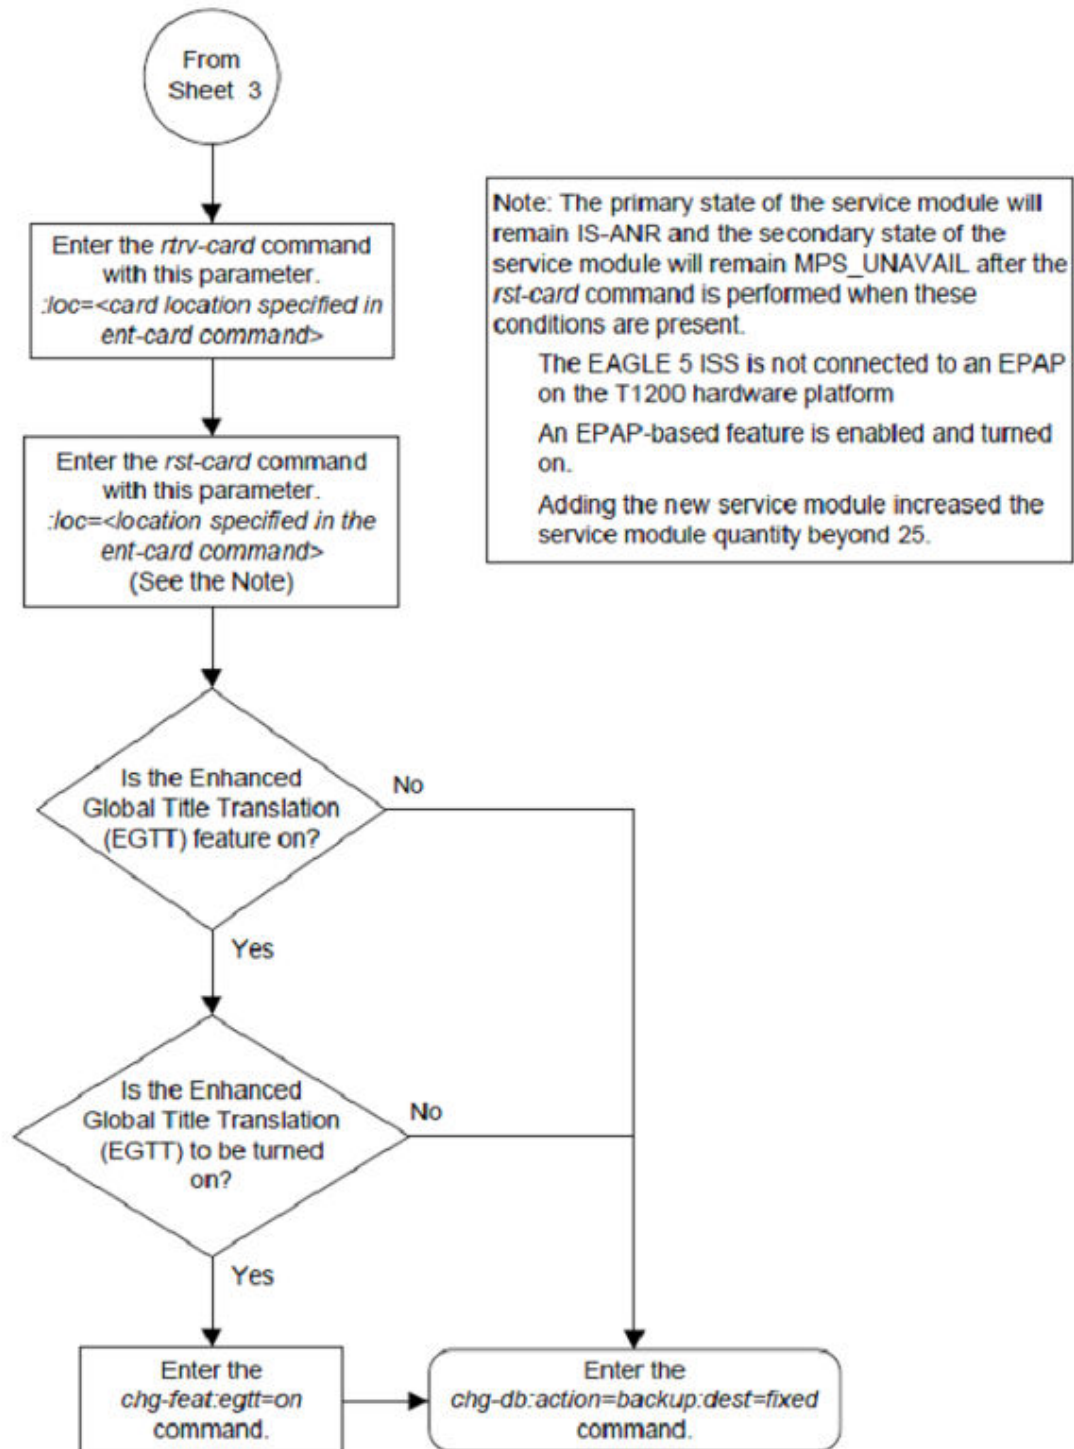 From
Sheet 3
Enter the rtrv-card command
with this parameter.
:loc=<card location specified in
ent-card command>
Note: The primary state of the service module will
remain IS-ANR and the secondary state of the
service module will remain MPS_UNAVAIL after the
rst-card command is performed when these
conditions are present.
The EAGLE 5 ISS is not connected to an EPAP
on the T1200 hardware platform
An EPAP-based feature is enabled and turned
on.
Adding the new service module increased the
service module quantity beyond 25.
Enter the rst-card command
with this parameter.
:loc=<location specified in the
ent-card command>
(See the Note)
Is the Enhanced
Global Title Translation
(EGTT) feature on?
No
Yes
Is the Enhanced
Global Title Translation
(EGTT) to be turned
on?
No
Yes
Enter the
chg-feat:egtt=on
command.
Enter the
chg-db:action=backup:dest=fixed
command.